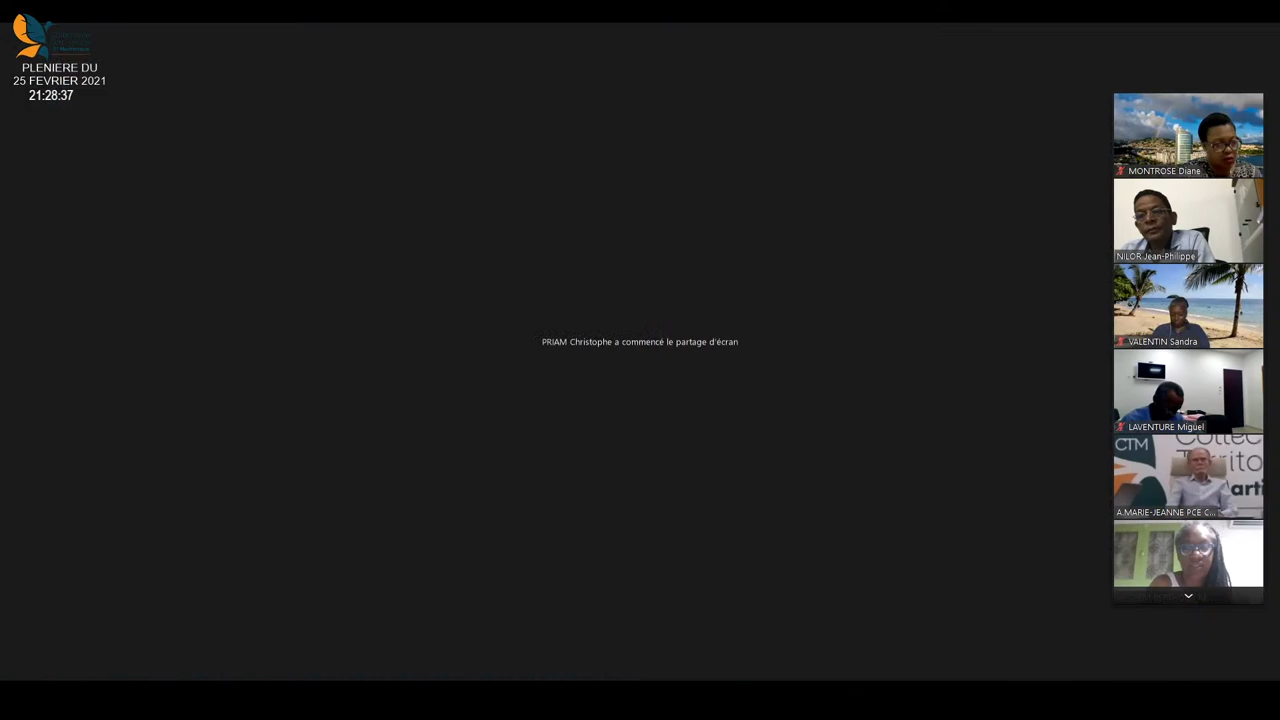 PLENIERE DU
25 FEVRIER 2021
21:28:37
PRIAM Christophe a commencé le partage d'écran
MONTROSE Diane
NILOR Jean-Philippe
VALENTIN Sandra
LAVENTURE Miguel
CTM
A.MARIE-JEANNE PCE C...